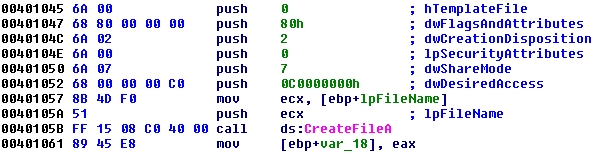 00401045 6A 00 push 0 ; hTemplateFile
00401047 68 80 00 00 00 push 80h ; dwFlagsAndAttributes
0040104C 6A 02 push 2 ; dwCreationDisposition
0040104E 6A 00 push 0 ; lpSecurityAttributes
00401050 6A 07 push 7 ; dwShareMode
00401052 68 00 00 00 C0 push 0C0000000h ; dwDesiredAccess
00401057 8B 4D F0 mov ecx, [ebp+lpFileName]
0040105A 51 push ecx ; lpFileName
0040105B FF 15 08 C0 40 00 call ds:CreateFileA
00401061 89 45 E8 mov [ebp+var_18], eax